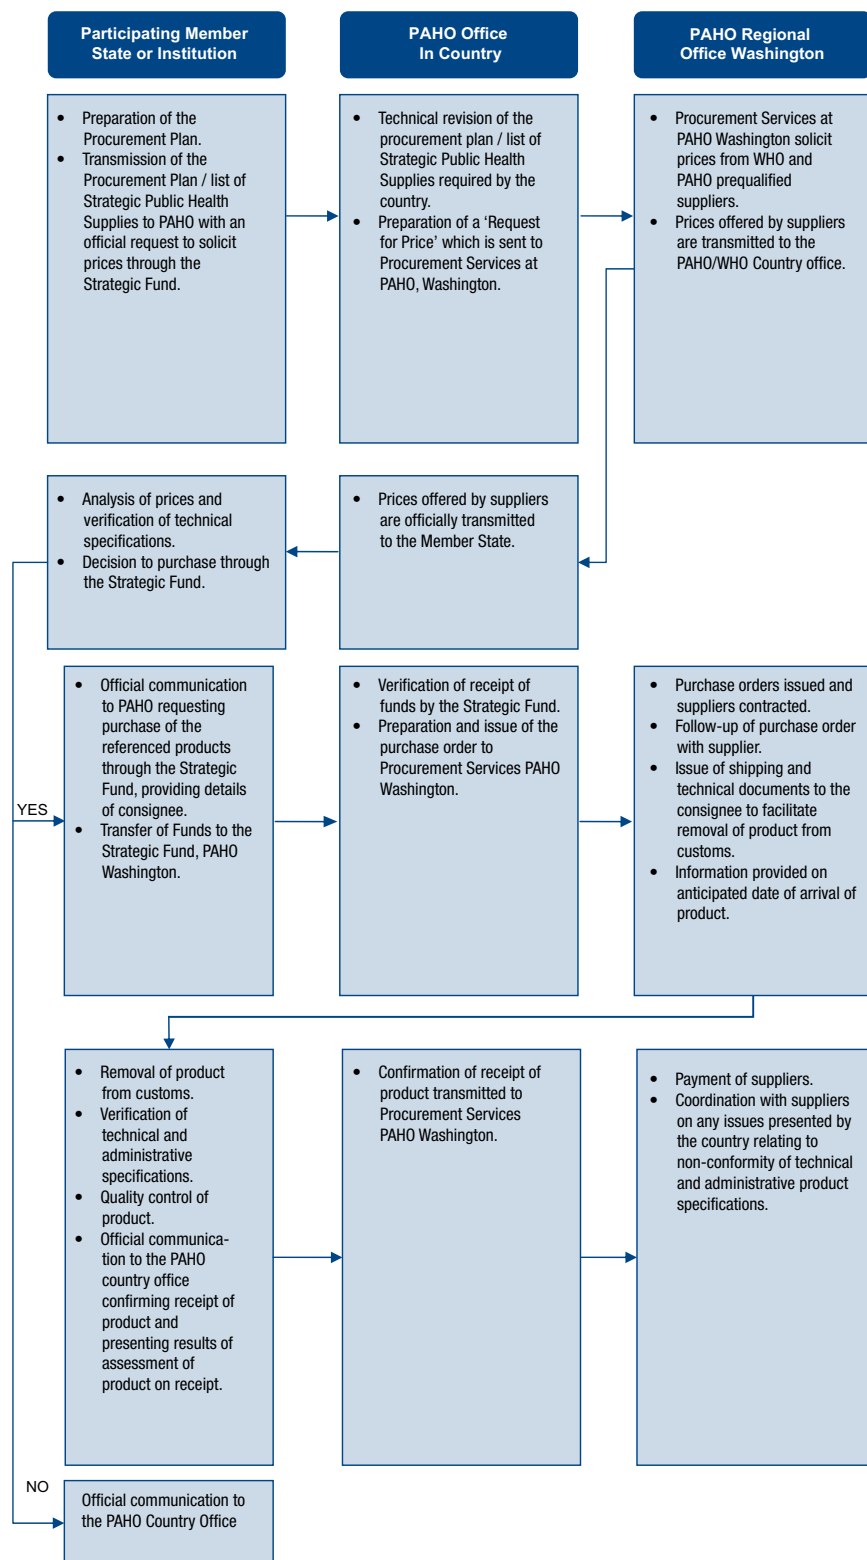 Participating Member
State or Institution
PAHO Office
In Country
PAHO Regional
Office Washington
• Preparation of the
Procurement Plan.
• Transmission of the
Procurement Plan / list of
Strategic Public Health
Supplies to PAHO with an
official request to solicit
prices through the
Strategic Fund.
• Technical revision of the
procurement plan / list of
Strategic Public Health
Supplies required by the
country.
• Preparation of a ‘Request
for Price’ which is sent to
Procurement Services at
PAHO, Washington.
• Procurement Services at
PAHO Washington solicit
prices from WHO and
PAHO prequalified
suppliers.
• Prices offered by suppliers
are transmitted to the
PAHO/WHO Country office.
• Analysis of prices and
verification of technical
specifications.
• Decision to purchase through
the Strategic Fund.
• Prices offered by suppliers
are officially transmitted
to the Member State.
YES
• Official communication
to PAHO requesting
purchase of the
referenced products
through the Strategic
Fund, providing details
of consignee.
• Transfer of Funds to the
Strategic Fund, PAHO
Washington.
• Verification of receipt of
funds by the Strategic Fund.
• Preparation and issue of the
purchase order to
Procurement Services PAHO
Washington.
• Purchase orders issued and
suppliers contracted.
• Follow-up of purchase order
with supplier.
• Issue of shipping and
technical documents to the
consignee to facilitate
removal of product from
customs.
• Information provided on
anticipated date of arrival of
product.
• Removal of product
from customs.
• Verification of
technical and
administrative
specifications.
• Quality control of
product.
• Official communica-
tion to the PAHO
country office
confirming receipt of
product and
presenting results of
assessment of
product on receipt.
• Confirmation of receipt of
product transmitted to
Procurement Services
PAHO Washington.
• Payment of suppliers.
• Coordination with suppliers
on any issues presented by
the country relating to
non-conformity of technical
and administrative product
specifications.
NO
Official communication to
the PAHO Country Office